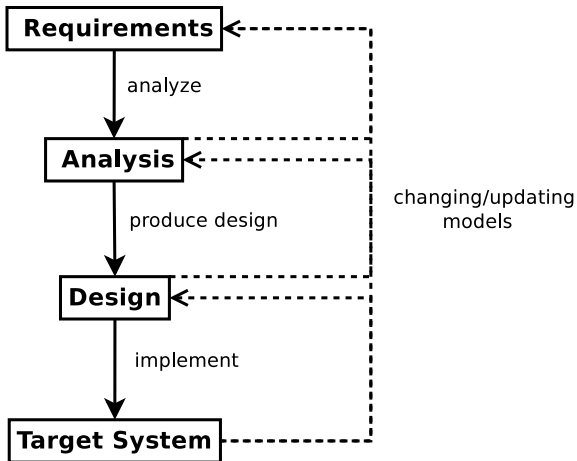 Requirements
analyze
Analysis
produce design
changing/updating
models
Design
implement
Target System